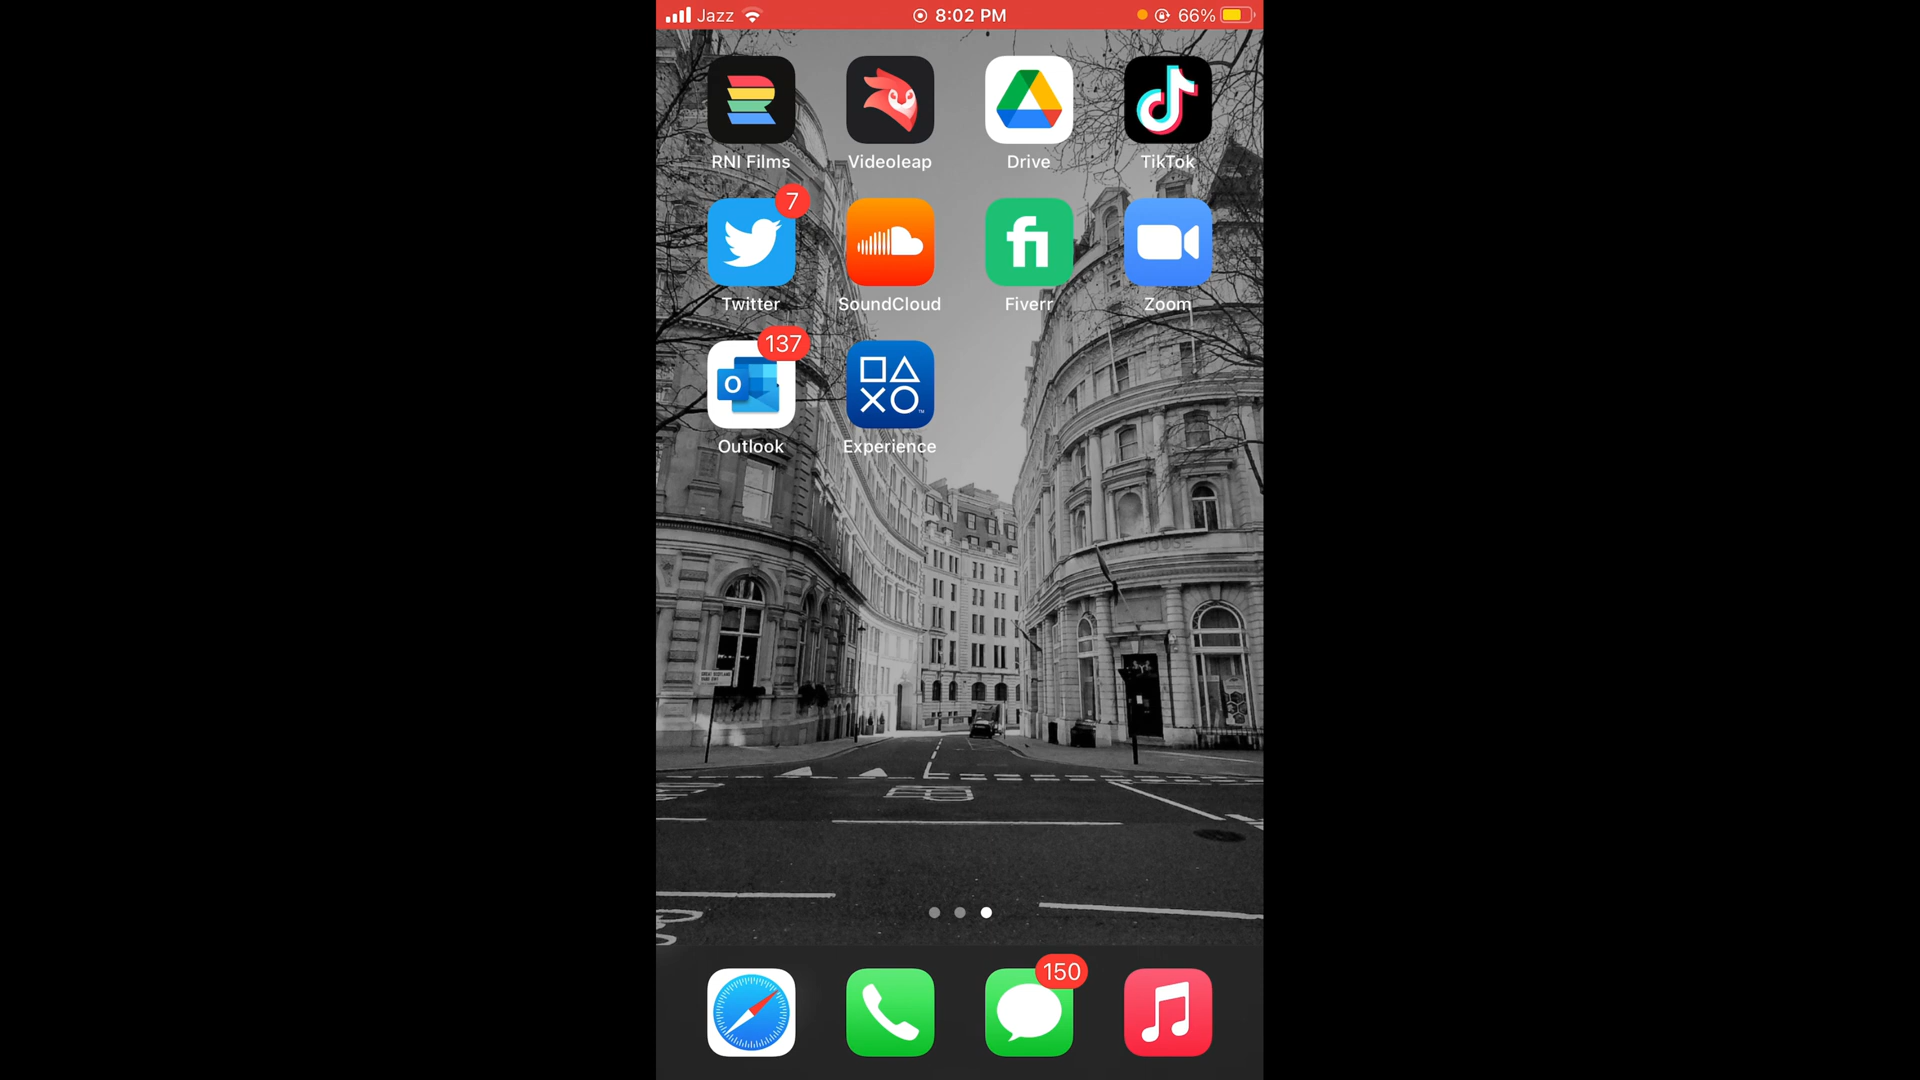 Jazz 8:02 PM 66%
RNI Films Videoleap Drive TikTok
7
fi
Twitter SoundCloud Fiverr Zoom
137
O
Outlook Experience
150